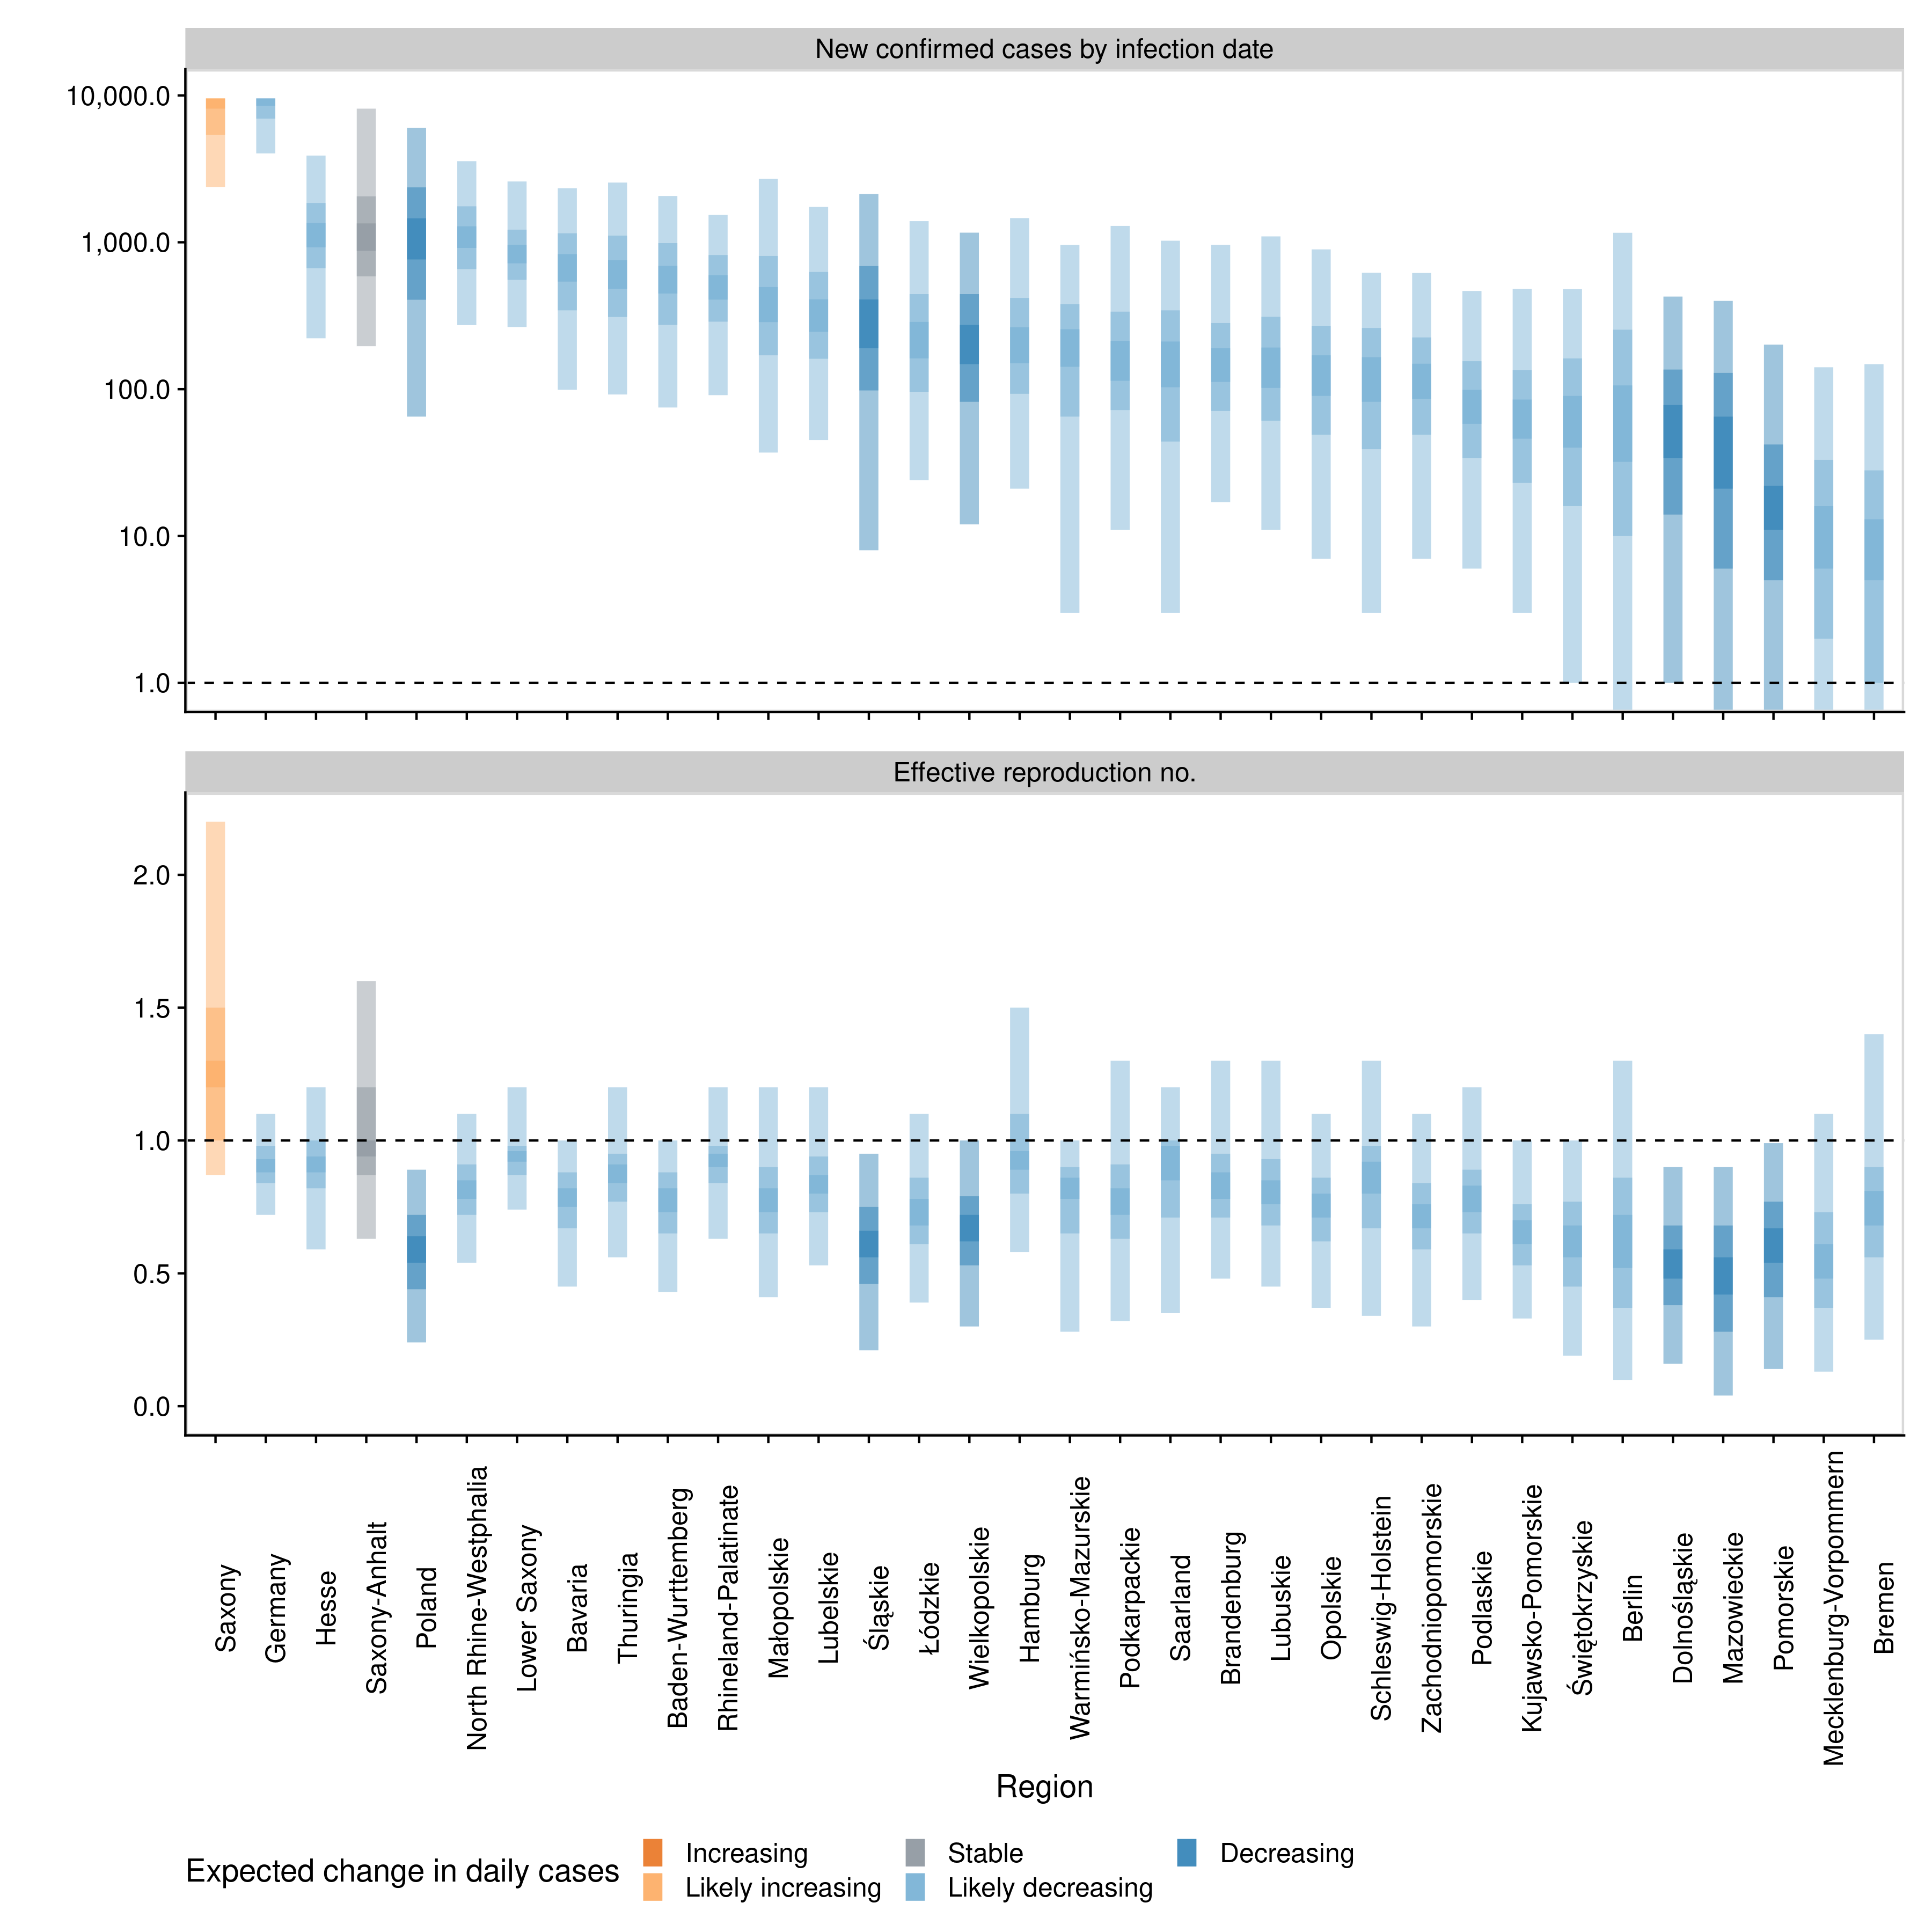 New confirmed cases by infection date
10,000.0
1,000.0
100.0
10.0
1.0
Effective reproduction no.
2.0
1.5
1.0
0.5
0.0
Saxony
Germany
Hesse
Saxony-Anhalt
Poland
North Rhine-Westphalia
Lower Saxony
Bavaria
Thuringia
Baden-Wurttemberg
Rhineland-Palatinate
Małopolskie
Lubelskie
Śląskie
Łódzkie
Wielkopolskie
Hamburg
Warmińsko-Mazurskie
Podkarpackie
Saarland
Brandenburg
Lubuskie
Opolskie
Schleswig-Holstein
Zachodniopomorskie
Podlaskie
Kujawsko-Pomorskie
Świętokrzyskie
Berlin
Dolnośląskie
Mazowieckie
Pomorskie
Mecklenburg-Vorpommern
Bremen
Region
Expected change in daily cases
Increasing
Stable
Decreasing
Likely increasing
Likely decreasing